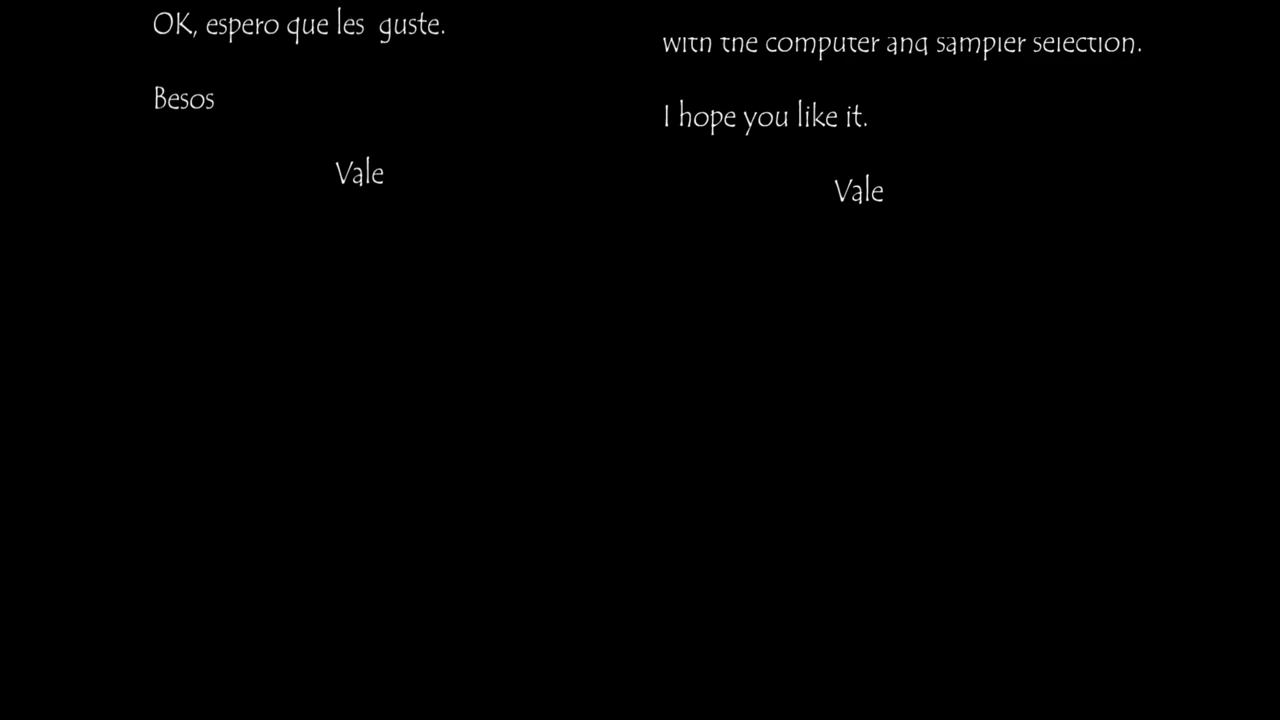 OK, espero que les guste.
Besos
Vale
with the computer and sampler selection.
I hope you like it.
Vale